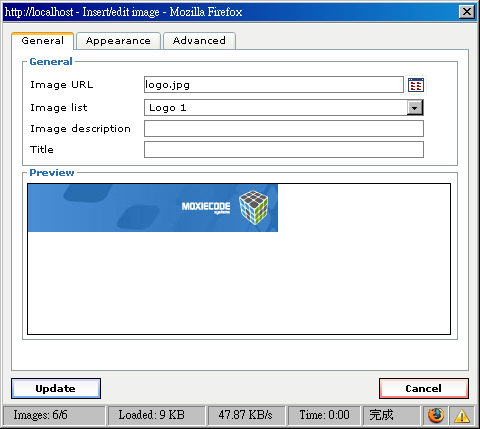 http://localhost - Insert/edit image - Mozilla Firefox
General Appearance Advanced
General
Image URL logo.jpg
Image list Logo 1
Image description
Title
Preview
MOXIECODE
systems
Update Cancel
Images: 6/6 Loaded: 9 KB 47.87 KB/s Time: 0:00 完成